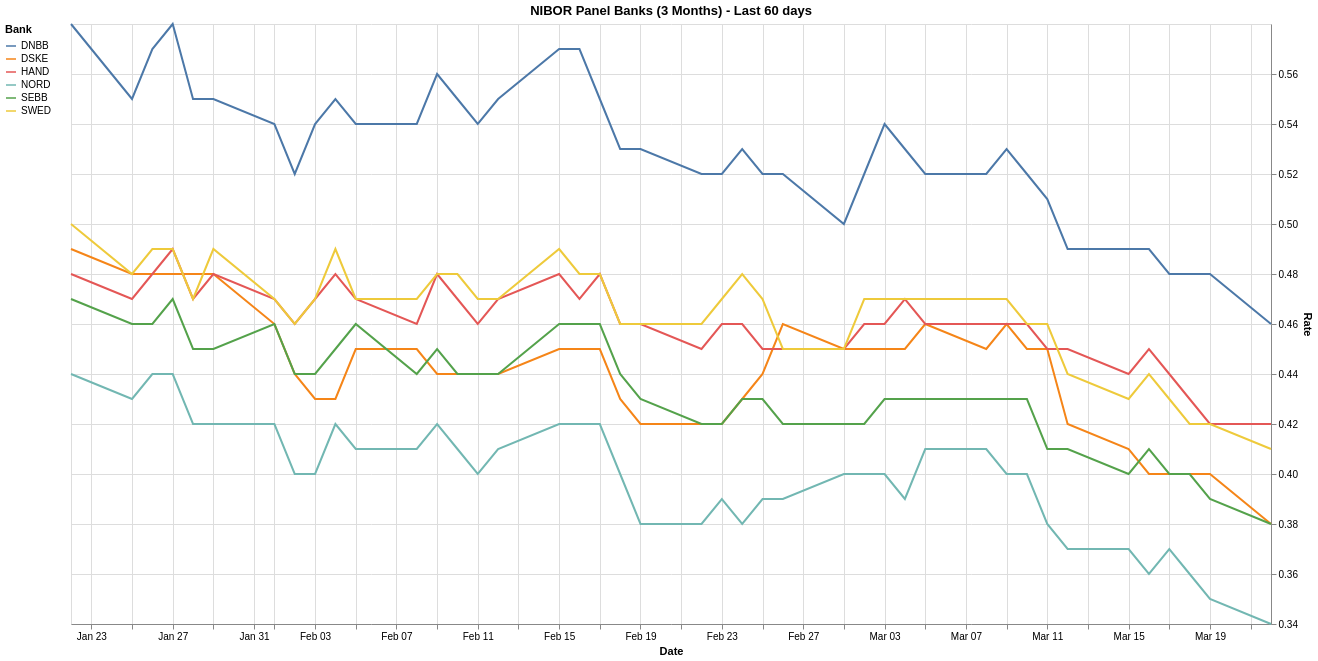 NIBOR Panel Banks (3 Months) - Last 60 days
Bank
DNBB
DSKE
HAND
NORD
SEBB
SWED
0.56
0.54
0.52
0.50
0.48
0.46
0.44
0.42
0.40
0.38
0.36
0.34
Rate
Jan 23 Jan 27 Jan 31 Feb 03 Feb 07 Feb 11 Feb 15 Feb 19 Feb 23 Feb 27 Mar 03 Mar 07 Mar 11 Mar 15 Mar 19
Date